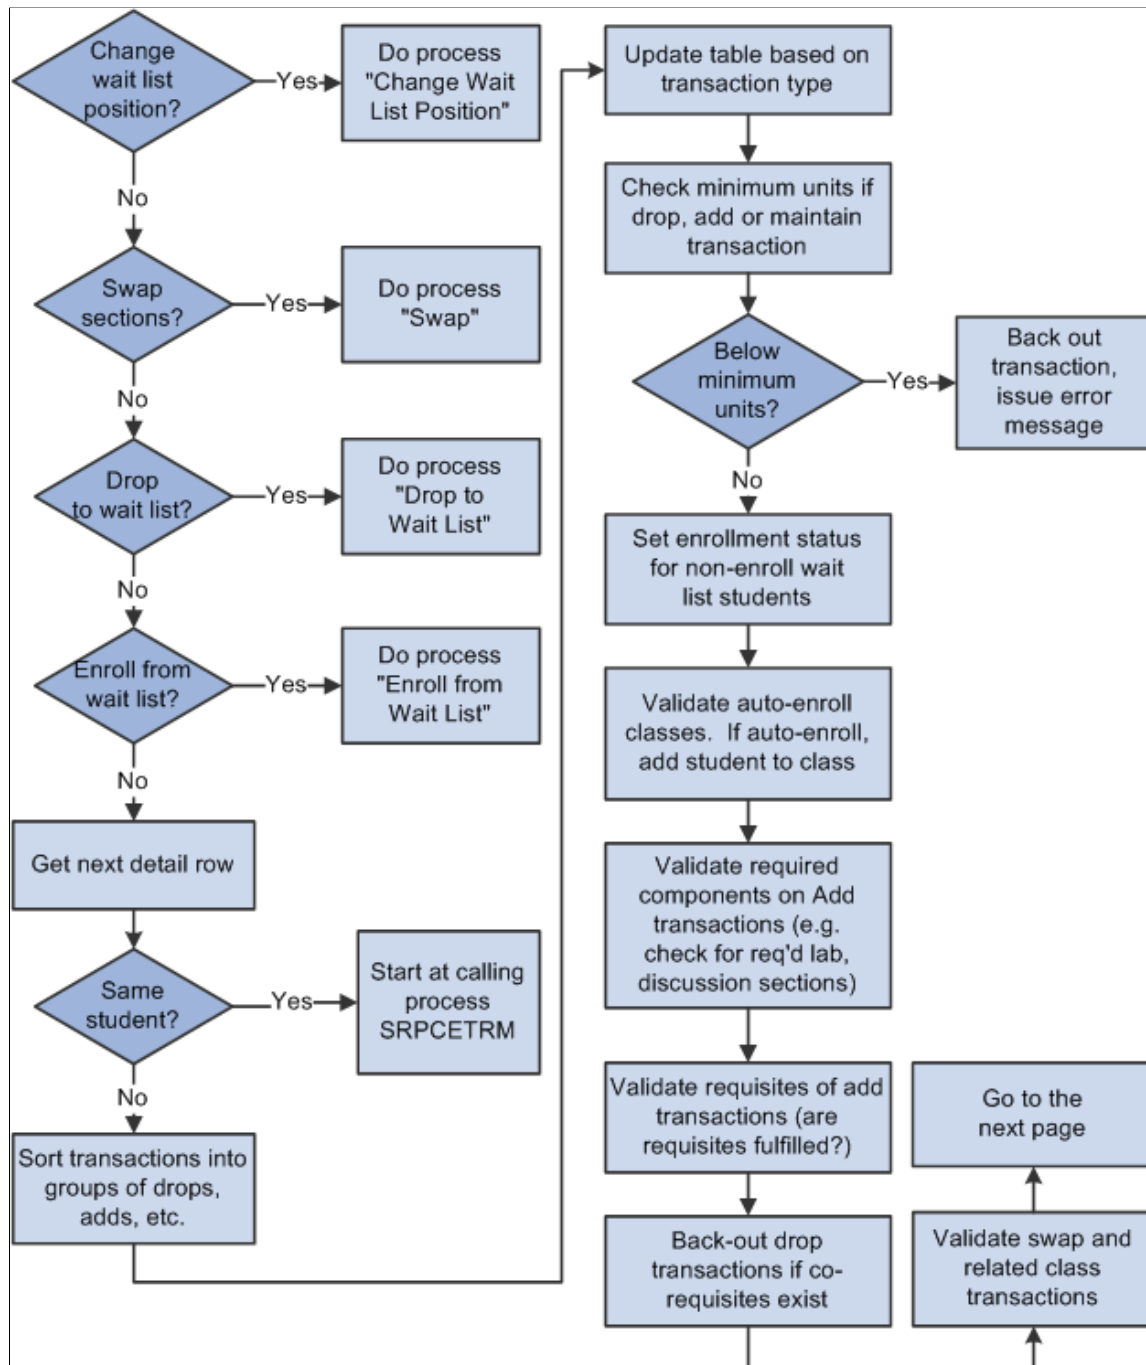 Change
wait list
position?
Yes
Do process
"Change Wait
List Position"
No
Swap
sections?
Yes
Do process
"Swap"
No
Drop
to wait list?
Yes
Do process
"Drop to
Wait List"
No
Enroll from
wait list?
Yes
Do process
"Enroll from
Wait List"
No
Get next detail row
Same
student?
Yes
Start at calling
process
SRPCETRM
No
Sort transactions into
groups of drops,
adds, etc.
Update table based on
transaction type
Check minimum units if
drop, add or maintain
transaction
Below
minimum
units?
Yes
Back out
transaction,
issue error
message
No
Set enrollment status
for non-enroll wait
list students
Validate auto-enroll
classes.  If auto-enroll,
add student to class
Validate required
components on Add
transactions (e.g.
check for req'd lab,
discussion sections)
Validate requisites of add
transactions (are
requisites fulfilled?)
Back-out drop
transactions if co-
requisites exist
Validate swap and
related class
transactions
Go to the
next page